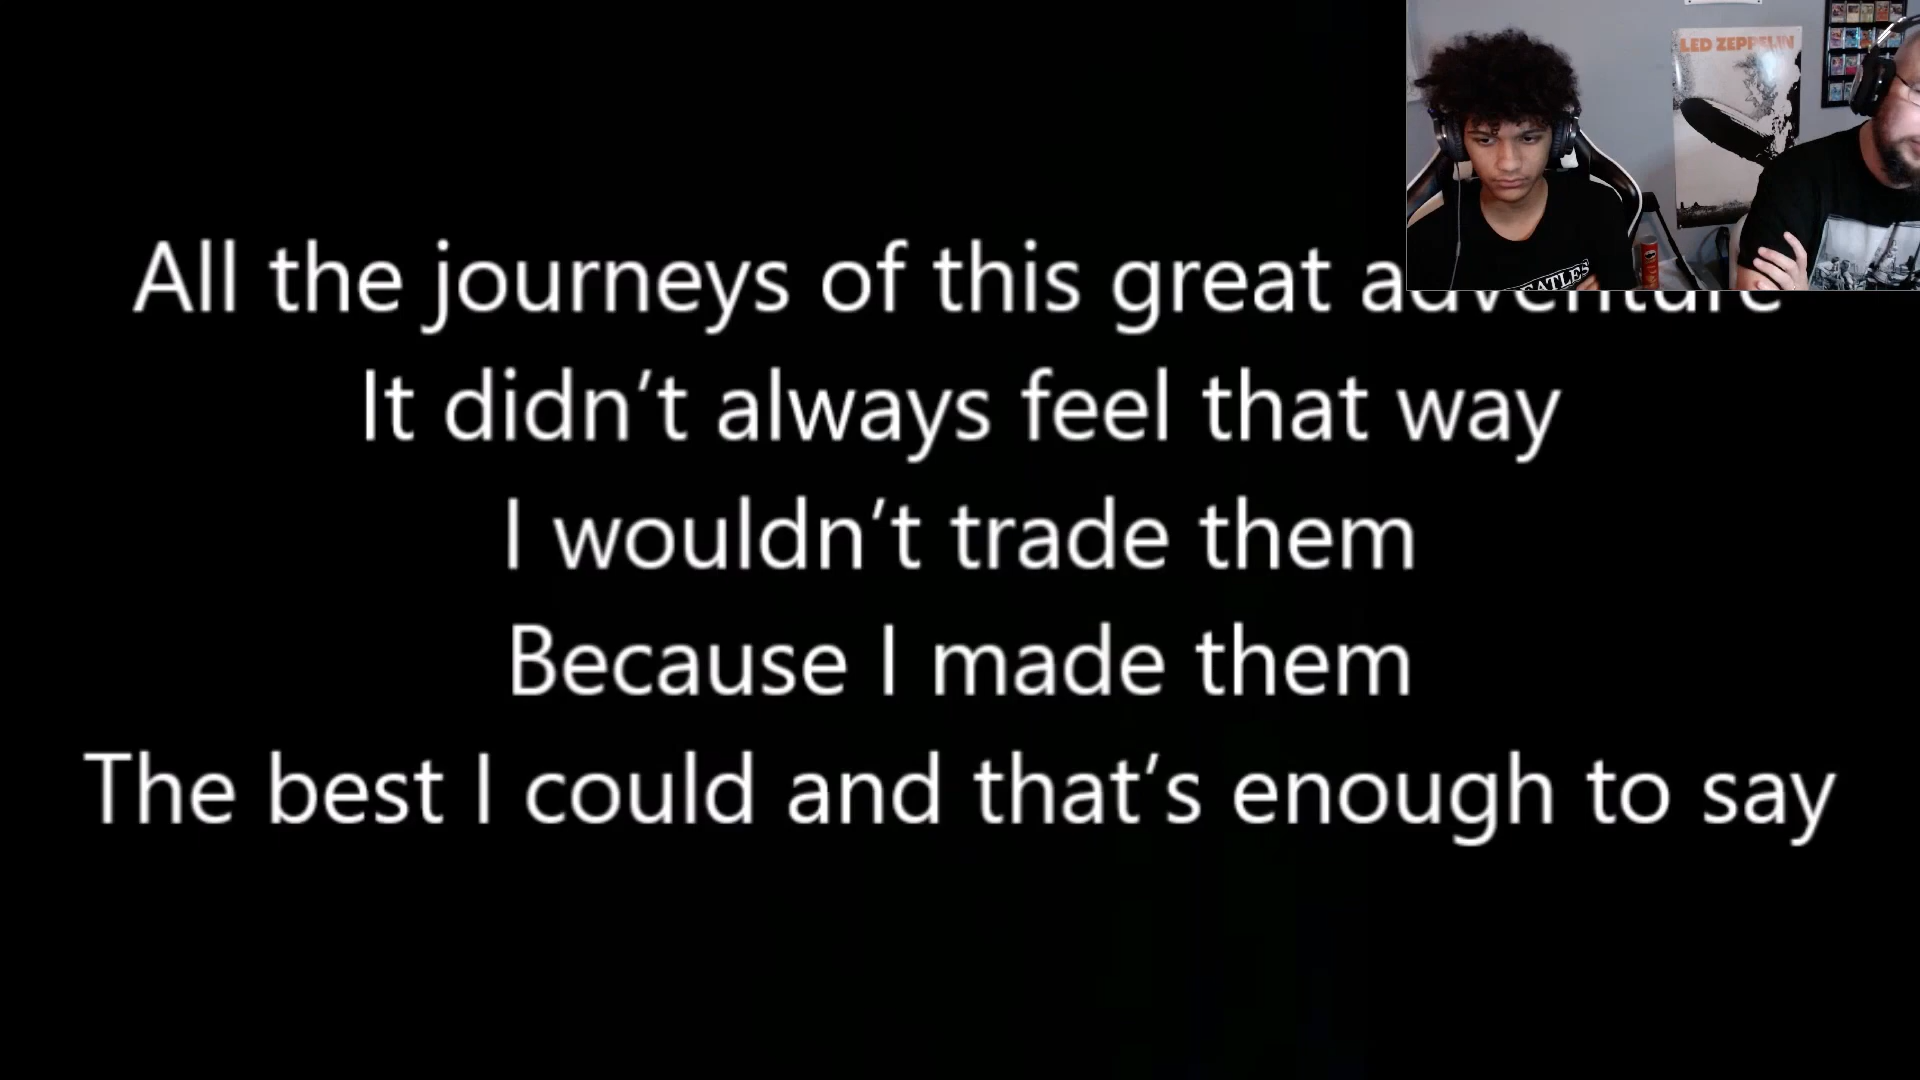 LED ZEPPELIN
All the journeys of this great adventure
It didn’t always feel that way
I wouldn’t trade them
Because I made them
The best I could and that’s enough to say